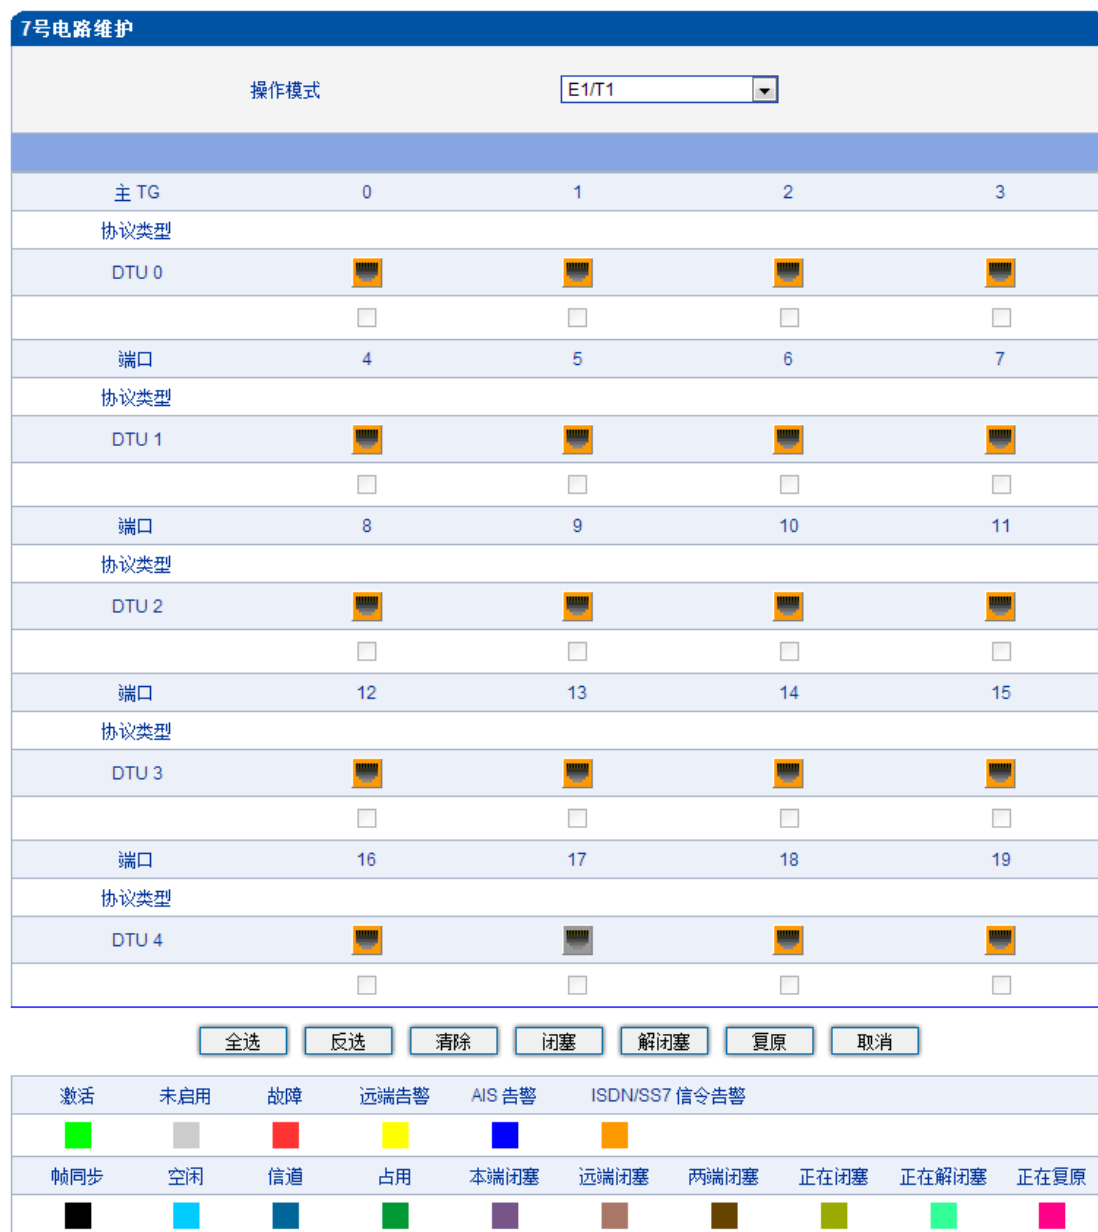 7号电路维护
操作模式 E1/T1
主 TG 0 1 2 3
协议类型
DTU 0
端口 4 5 6 7
协议类型
DTU 1
端口 8 9 10 11
协议类型
DTU 2
端口 12 13 14 15
协议类型
DTU 3
端口 16 17 18 19
协议类型
DTU 4
全选 反选 清除 闭塞 解闭塞 复原 取消
激活 未启用 故障 远端告警 AIS 告警 ISDN/SS7 信令告警
帧同步 空闲 信道 占用 本端闭塞 远端闭塞 两端闭塞 正在闭塞 正在解闭塞 正在复原